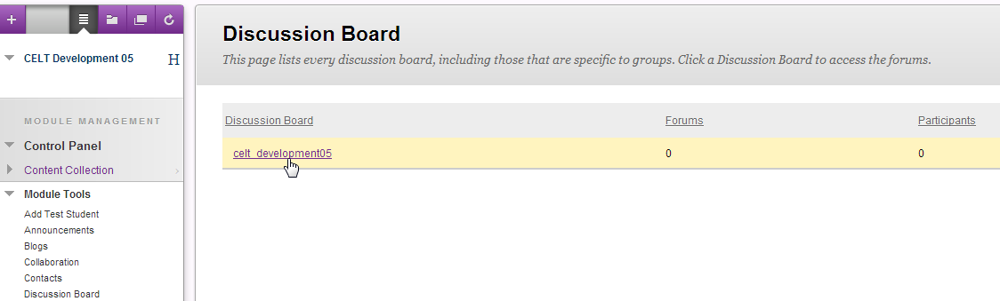 CELT Development 05
MODULE MANAGEMENT
Control Panel
Content Collection
Module Tools
Add Test Student
Announcements
Blogs
Collaboration
Contacts
Discussion Board
Discussion Board
This page lists every discussion board, including those that are specific to groups. Click a Discussion Board to access the forums.
Discussion Board Forums Participants
celt_development05 0 0